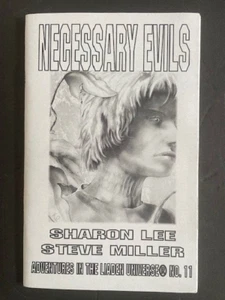 NECESSARY EVILS
SHARON LEE
STEVE MILLER
ADVENTURES IN THE LIADEN UNIVERSE® NO. 11